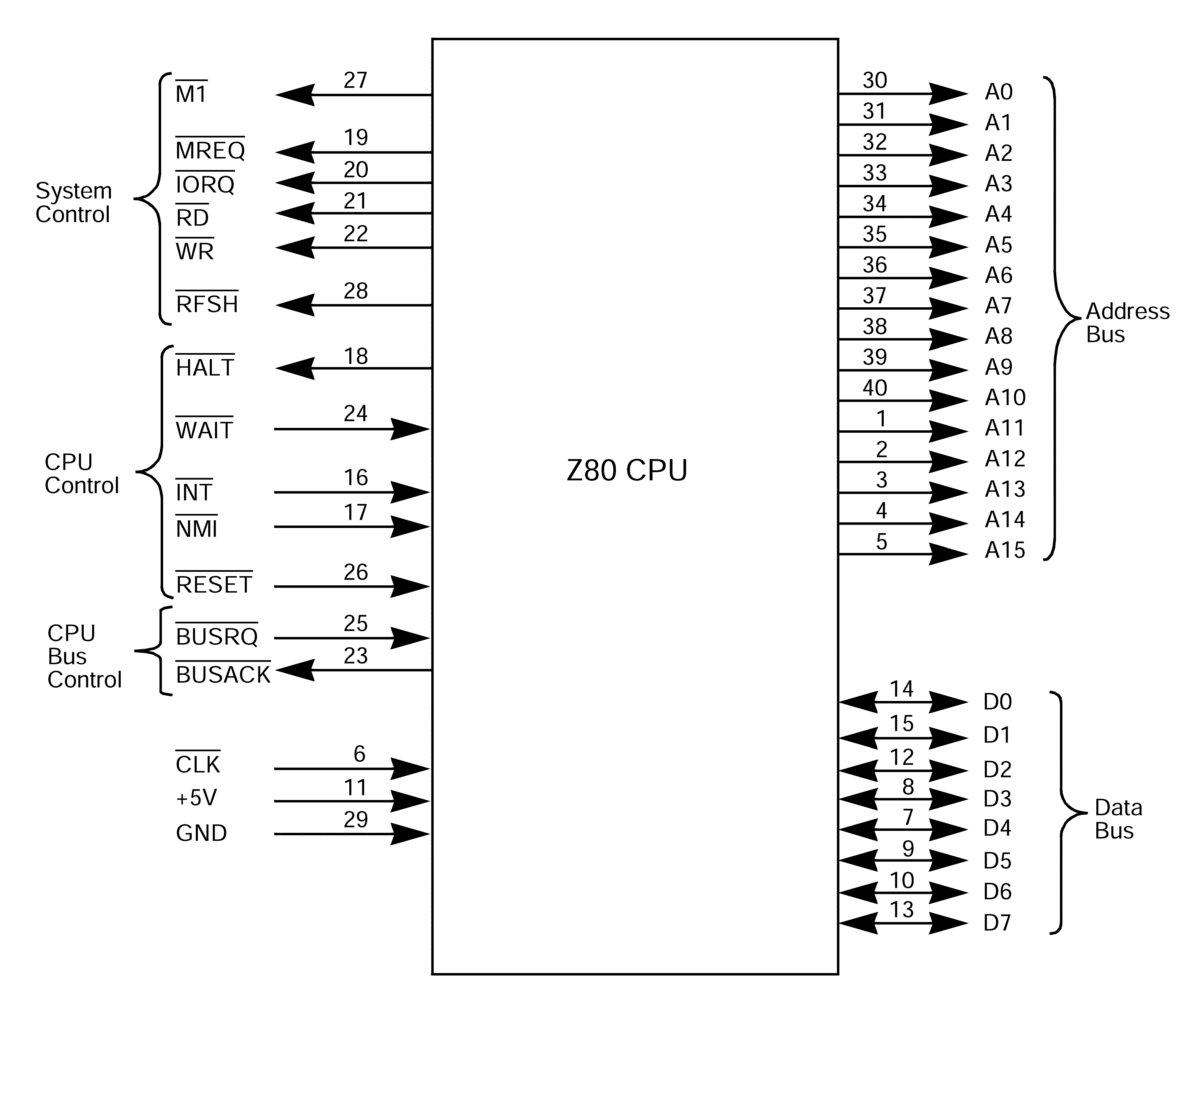 27
M1
19
MREQ
20
IORQ
21
RD
22
WR
28
RFSH
System
Control
18
HALT
24
WAIT
16
INT
17
NMI
26
RESET
CPU
Control
25
BUSRQ
23
BUSACK
CPU
Bus
Control
6
CLK
11
+5V
29
GND
Z80 CPU
30 A0
31 A1
32 A2
33 A3
34 A4
35 A5
36 A6
37 A7
38 A8
39 A9
40 A10
1 A11
2 A12
3 A13
4 A14
5 A15
Address
Bus
14 D0
15 D1
12 D2
8 D3
7 D4
9 D5
10 D6
13 D7
Data
Bus